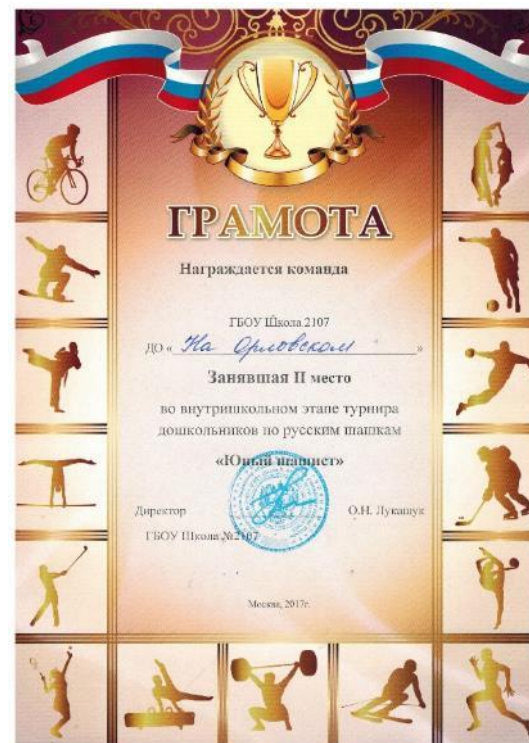 ГРАМОТА
Награждается команда
ГБОУ Школа 2107
ДО « На Орловском »
Занявшая II место
во внутришкольном этапе турнира
дошкольников по русским шашкам
«Юный шашист»
Директор О.Н. Лукашук
ГБОУ Школа №2107
Москва, 2017г.